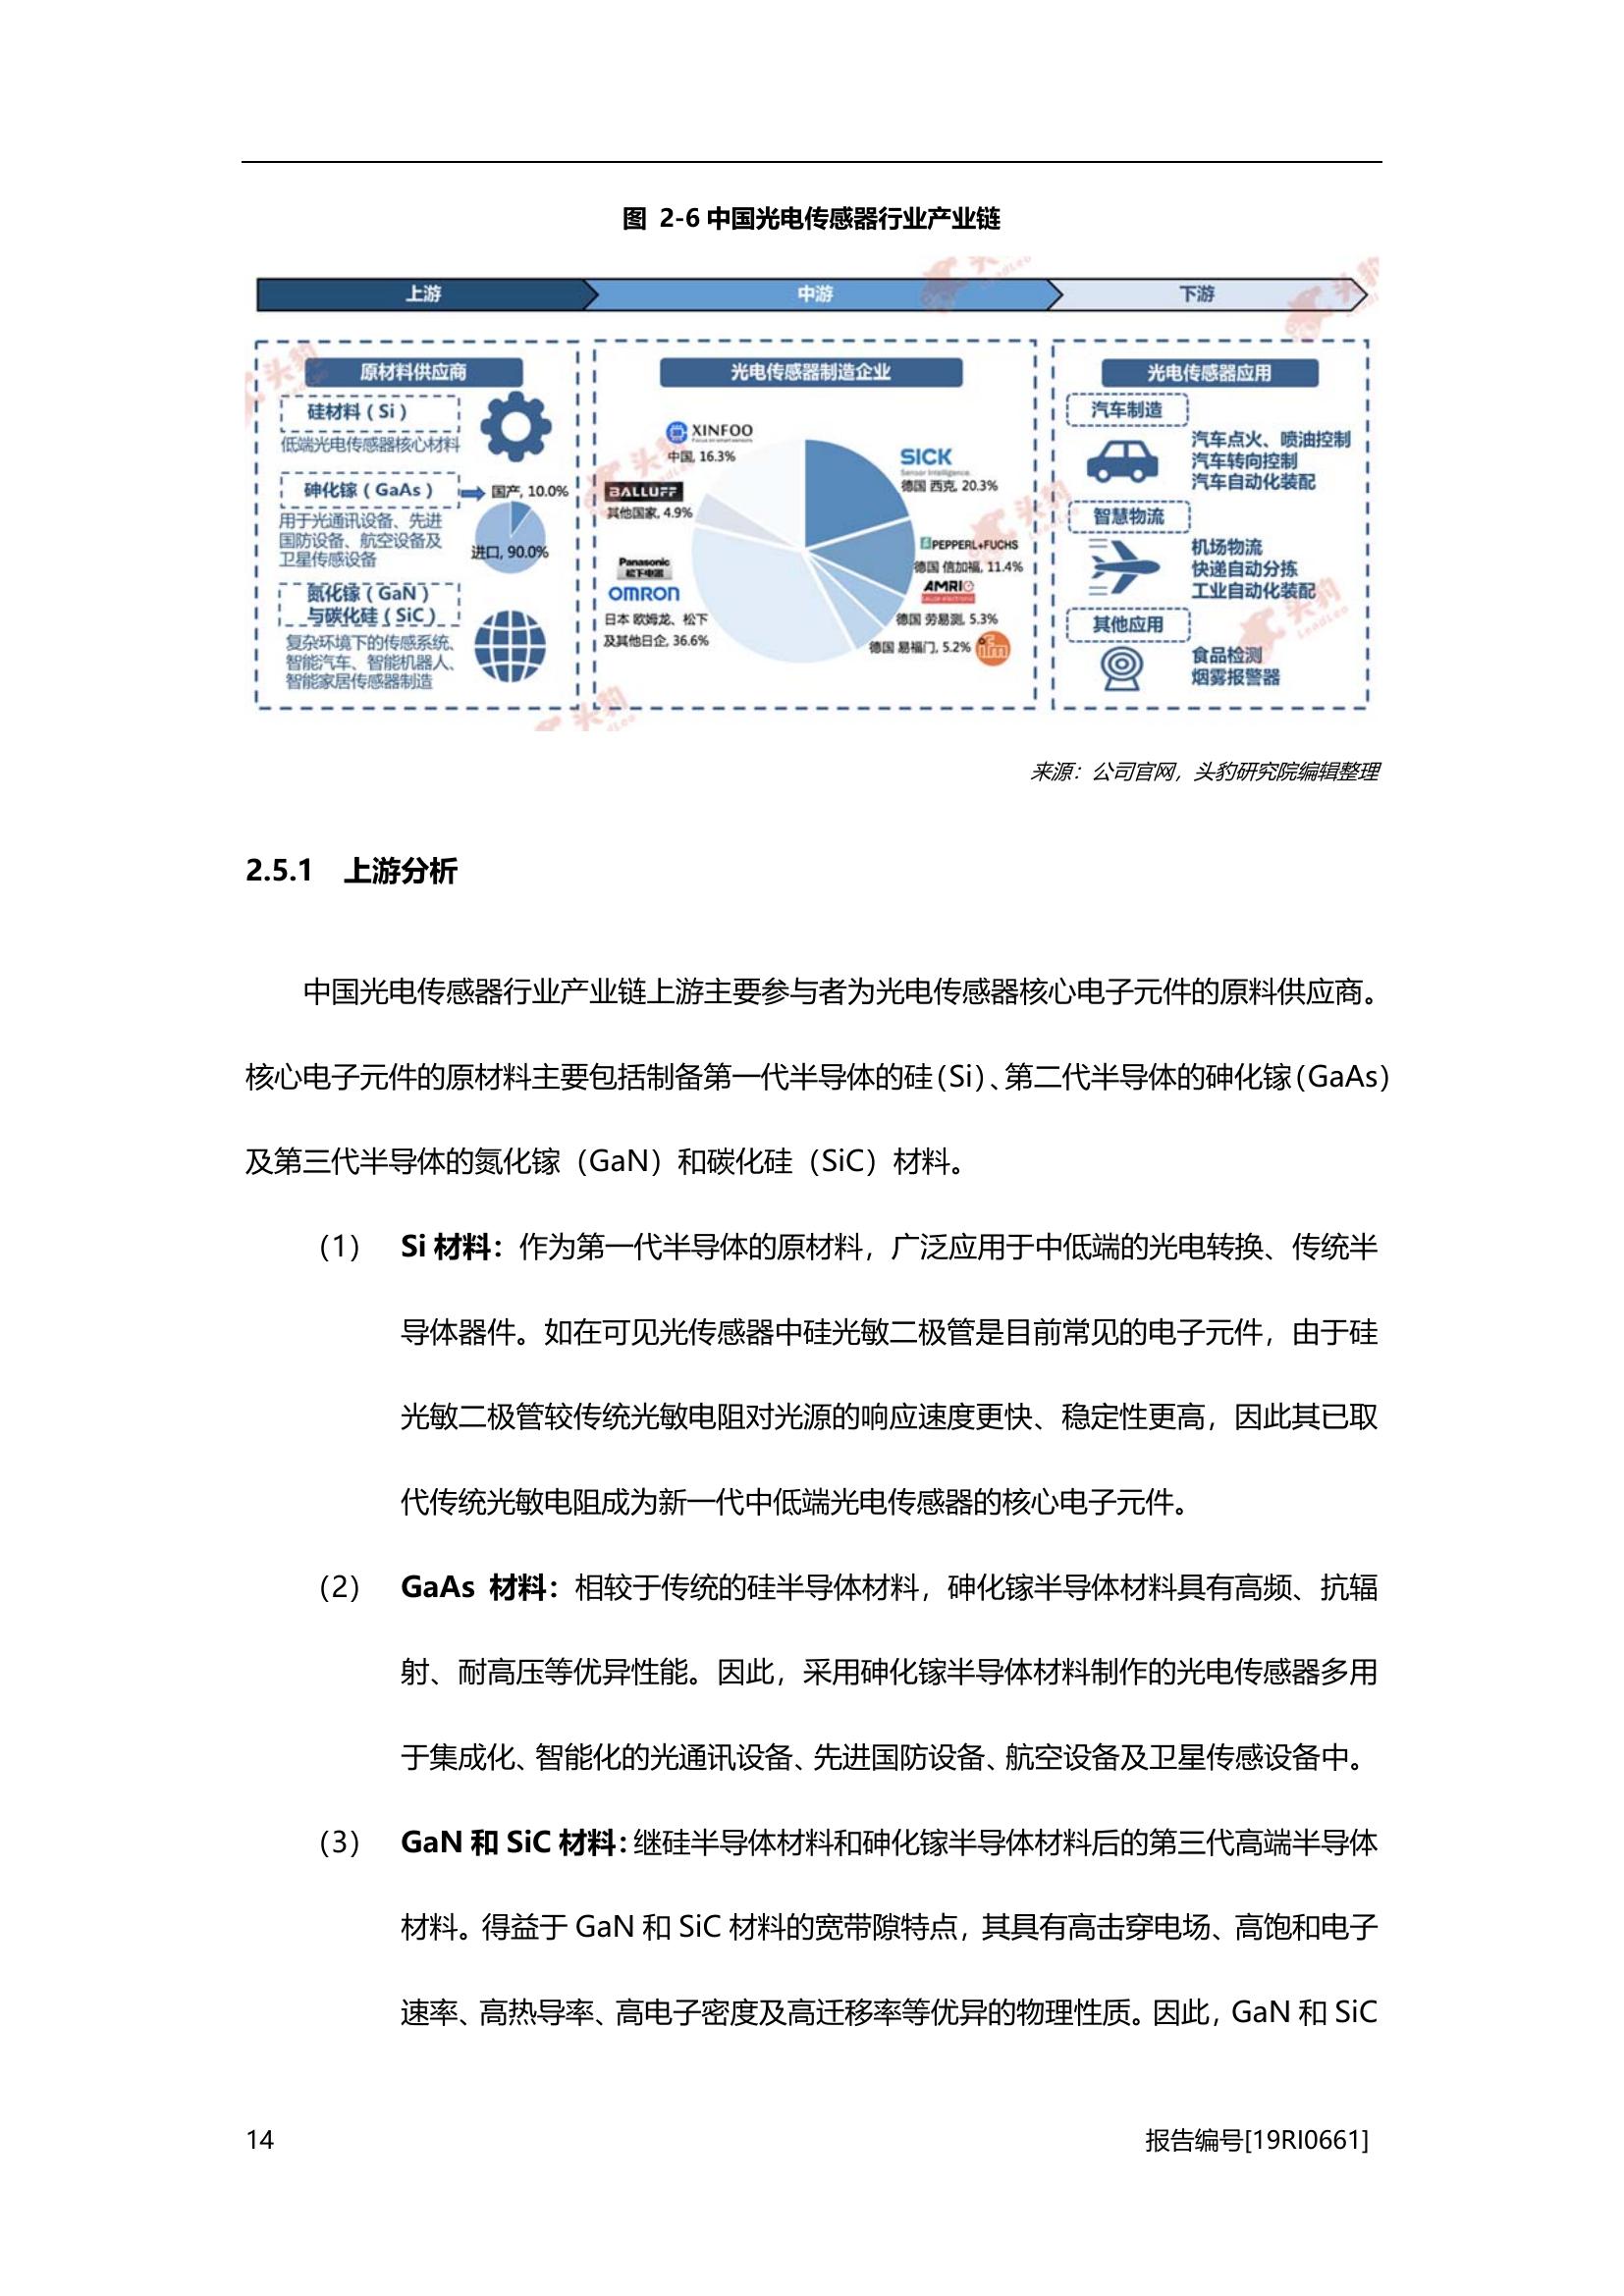 图 2-6 中国光电传感器行业产业链
上游
中游
下游
原材料供应商
硅材料（Si）
低端光电传感器核心材料
砷化镓（GaAs）
国产, 10.0%
用于光通讯设备、先进
国防设备、航空设备及
卫星传感设备
进口, 90.0%
氮化镓（GaN）
与碳化硅（SiC）
复杂环境下的传感系统、
智能汽车、智能机器人、
智能家居传感器制造
光电传感器制造企业
XINFOO
中国, 16.3%
BALLUFF
其他国家, 4.9%
Panasonic
松下电器
OMRON
日本 欧姆龙、松下
及其他日企, 36.6%
SICK
Sensor Intelligence.
德国 西克, 20.3%
PEPPERL+FUCHS
德国 倍加福, 11.4%
德国 劳易测, 5.3%
德国 易福门, 5.2%
ifm
光电传感器应用
汽车制造
汽车点火、喷油控制
汽车转向控制
汽车自动化装配
智慧物流
机场物流
快递自动分拣
工业自动化装配
其他应用
食品检测
烟雾报警器
头豹
LeadLeo
来源：公司官网，头豹研究院编辑整理
2.5.1 上游分析
中国光电传感器行业产业链上游主要参与者为光电传感器核心电子元件的原料供应商。
核心电子元件的原材料主要包括制备第一代半导体的硅（Si）、第二代半导体的砷化镓（GaAs）
及第三代半导体的氮化镓（GaN）和碳化硅（SiC）材料。
（1） Si 材料：作为第一代半导体的原材料，广泛应用于中低端的光电转换、传统半
导体器件。如在可见光传感器中硅光敏二极管是目前常见的电子元件，由于硅
光敏二极管较传统光敏电阻对光源的响应速度更快、稳定性更高，因此其已取
代传统光敏电阻成为新一代中低端光电传感器的核心电子元件。
（2） GaAs 材料：相较于传统的硅半导体材料，砷化镓半导体材料具有高频、抗辐
射、耐高压等优异性能。因此，采用砷化镓半导体材料制作的光电传感器多用
于集成化、智能化的光通讯设备、先进国防设备、航空设备及卫星传感设备中。
（3） GaN 和 SiC 材料：继硅半导体材料和砷化镓半导体材料后的第三代高端半导体
材料。得益于 GaN 和 SiC 材料的宽带隙特点，其具有高击穿电场、高饱和电子
速率、高热导率、高电子密度及高迁移率等优异的物理性质。因此，GaN 和 SiC
14
报告编号[19RI0661]